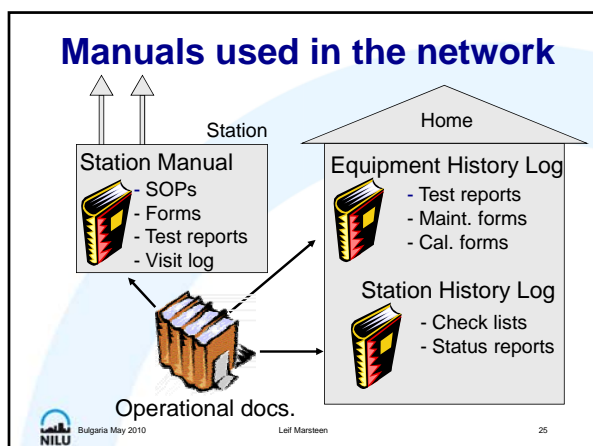 Manuals used in the network
Station
Station Manual
- SOPs
- Forms
- Test reports
- Visit log
Home
Equipment History Log
- Test reports
- Maint. forms
- Cal. forms
Station History Log
- Check lists
- Status reports
Operational docs.
NILU
Bulgaria May 2010
Leif Marsteen
25